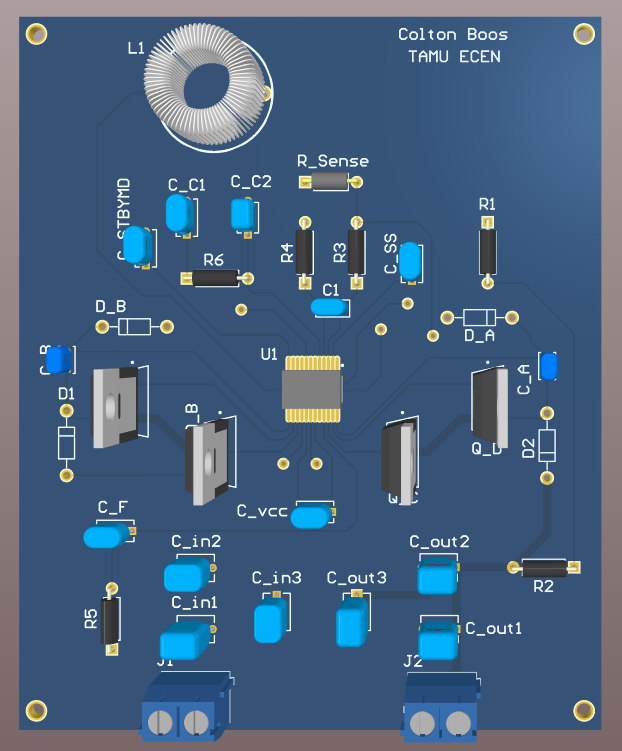 Colton Boos
TAMU ECEN
L1
R_Sense
C_C1
C_C2
R1
R4
R3
C_SS
R6
C1
D_B
D_A
U1
C_A
D1
D2
C_vcc
C_F
C_in2
C_out2
C_in3
C_out3
R2
R5
C_in1
C_out1
J1
J2